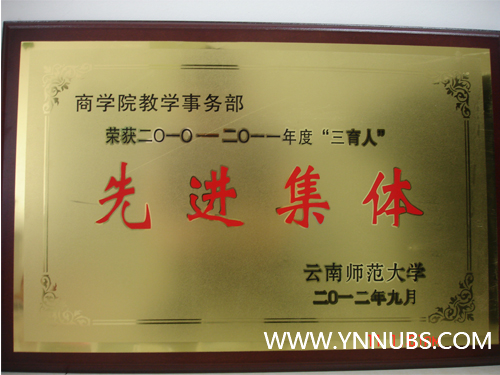 商学院教学事务部
荣获二〇一〇一二〇一一年度“三育人”
先进集体
云南师范大学
二〇一二年九月
WWW.YNNUBS.COM